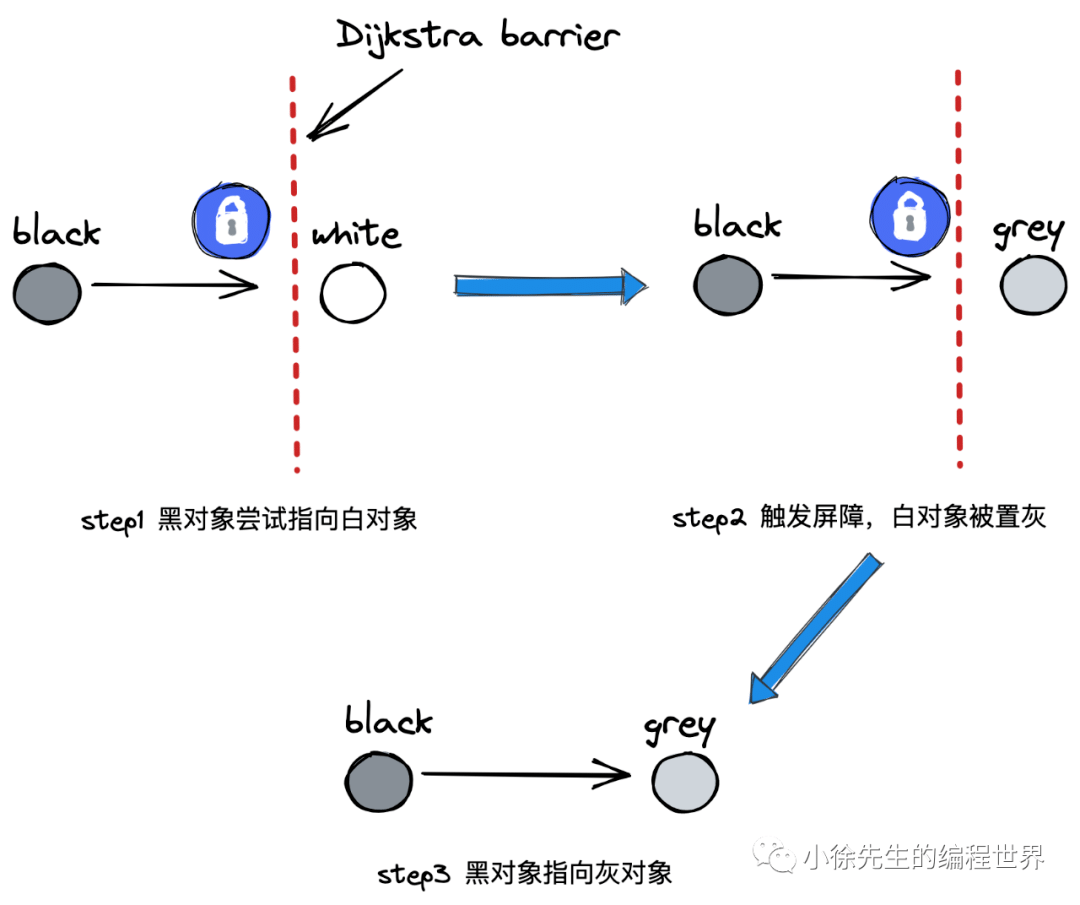 Dijkstra barrier
black
white
black
grey
step1 黑对象尝试指向白对象
step2 触发屏障，白对象被置灰
black
grey
step3 黑对象指向灰对象
小徐先生的编程世界